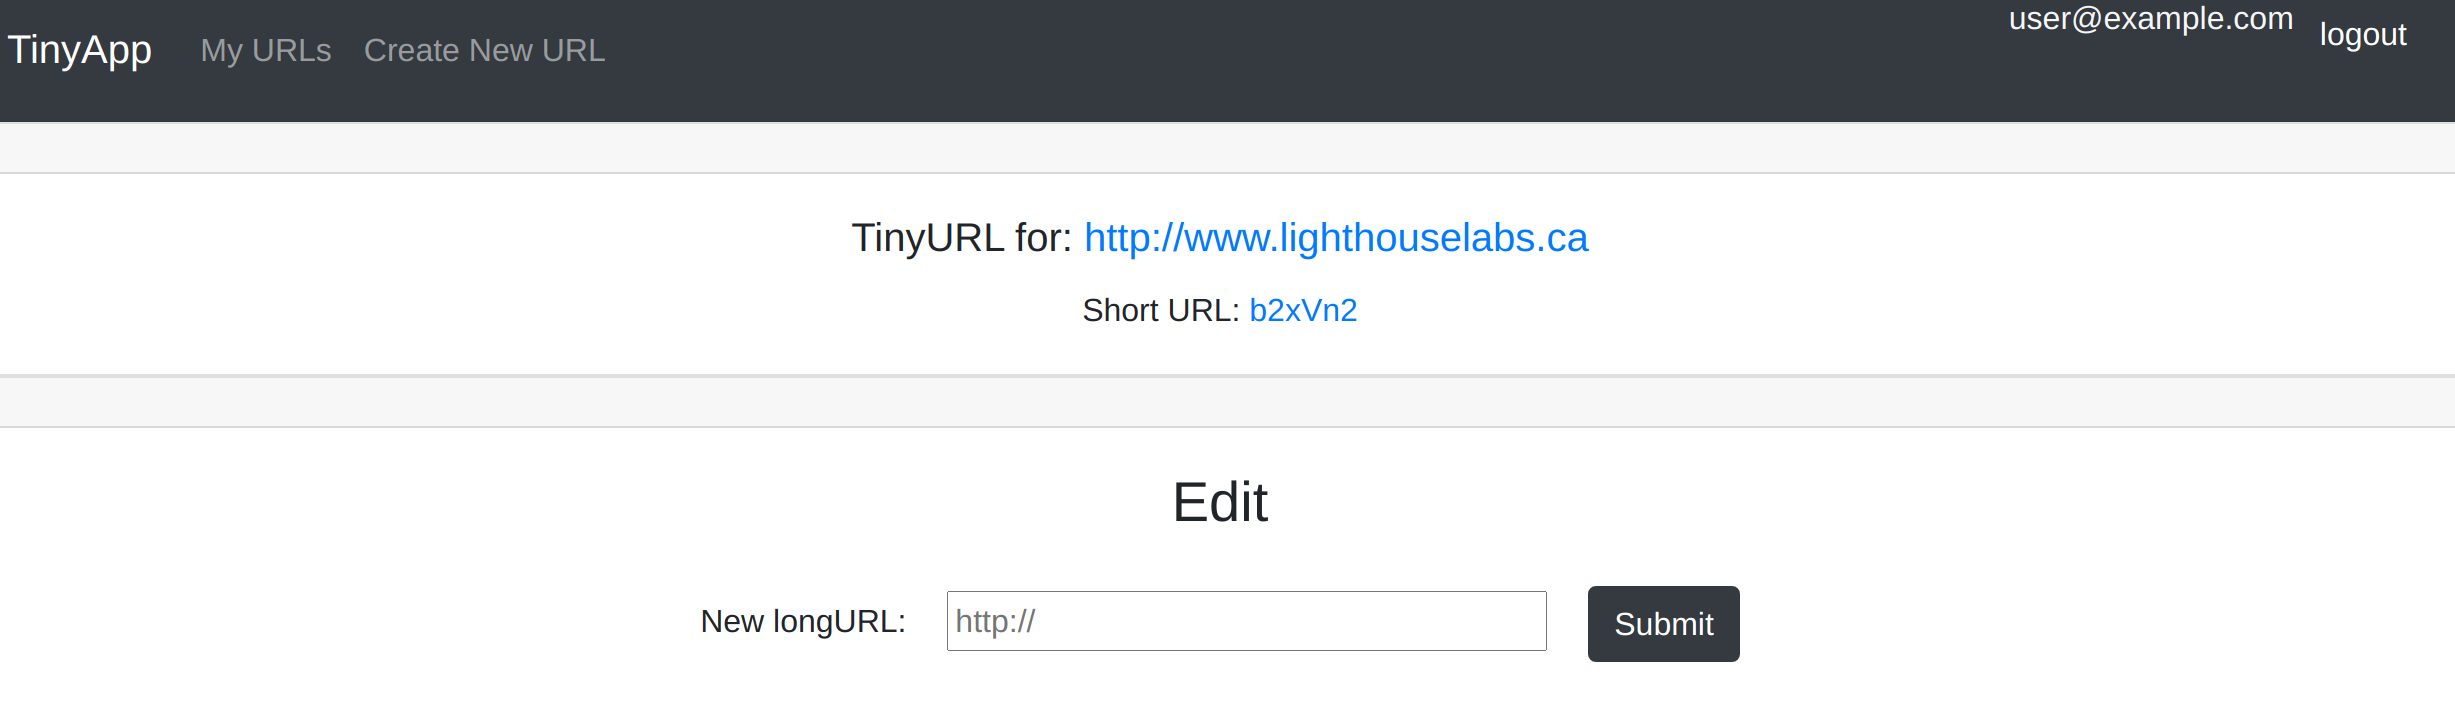 TinyApp My URLs Create New URL user@example.com logout
TinyURL for: http://www.lighthouselabs.ca
Short URL: b2xVn2
Edit
New longURL: http:// Submit